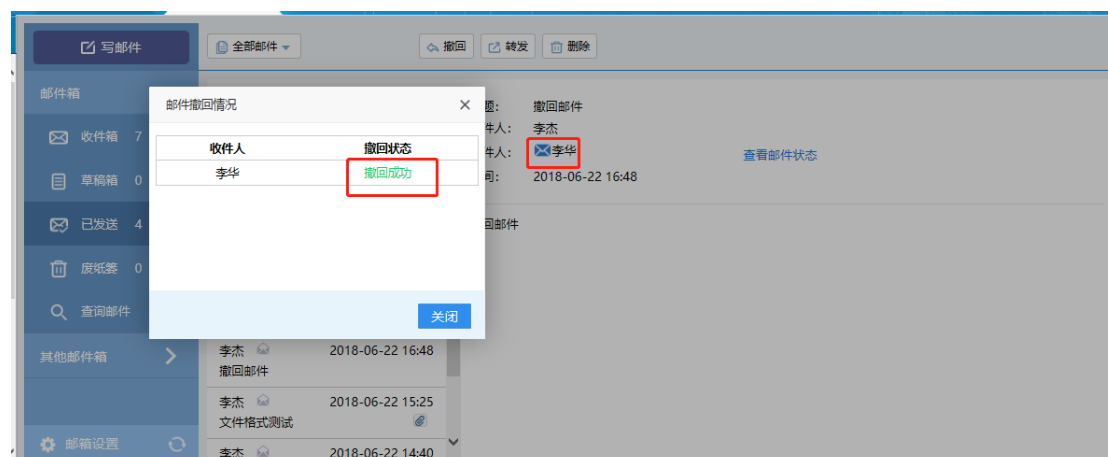 写邮件
全部邮件
撤回
转发
删除
邮件箱
收件箱 7
草稿箱 0
已发送 4
废纸篓 0
查询邮件
其他邮件箱
邮箱设置
邮件撤回情况
收件人 撤回状态
李华 撤回成功
关闭
题: 撤回邮件
件人: 李杰
件人: 李华
查看邮件状态
间: 2018-06-22 16:48
回邮件
李杰 2018-06-22 16:48
撤回邮件
李杰 2018-06-22 15:25
文件格式测试
李杰 2018-06-22 14:40